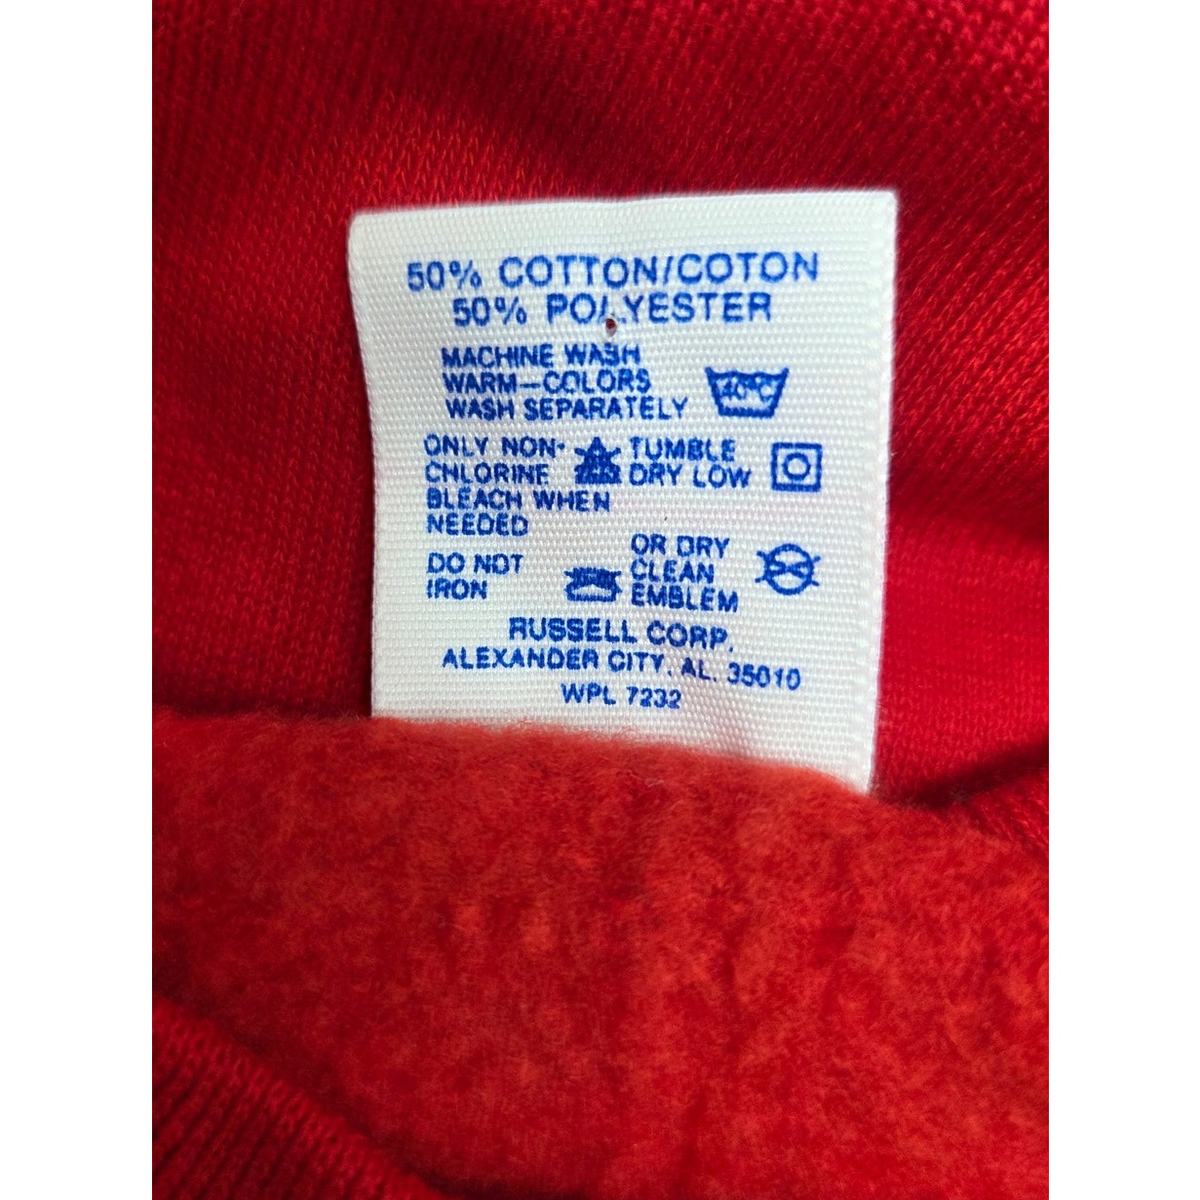 50% COTTON/COTON
50% POLYESTER
MACHINE WASH
WARM—COLORS
WASH SEPARATELY
40°C
ONLY NON-
CHLORINE
BLEACH WHEN
NEEDED
TUMBLE
DRY LOW
DO NOT
IRON
OR DRY
CLEAN
EMBLEM
RUSSELL CORP.
ALEXANDER CITY, AL. 35010
WPL 7232